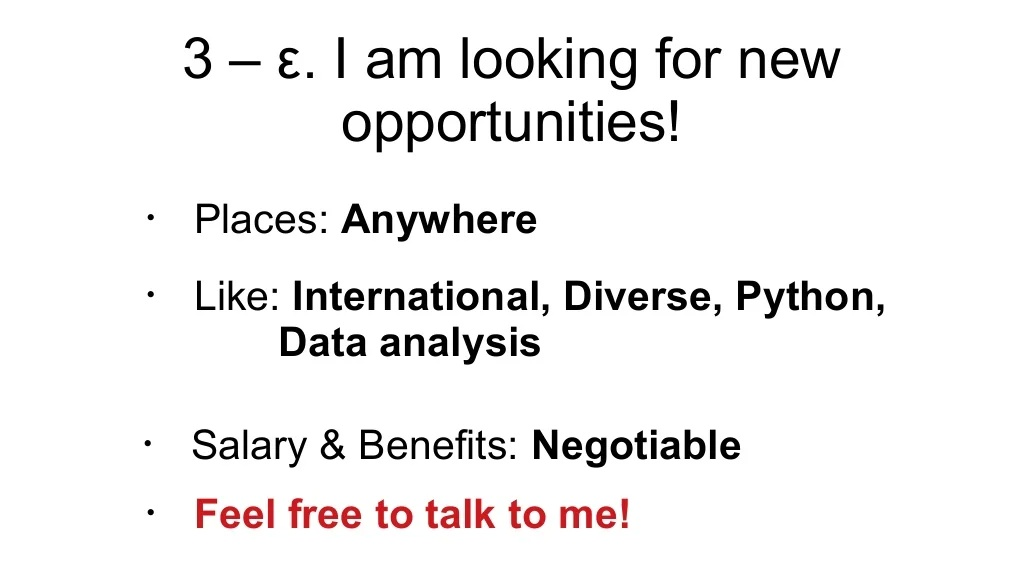 3 – ε. I am looking for new
opportunities!
· Places: Anywhere
· Like: International, Diverse, Python,
Data analysis
· Salary & Benefits: Negotiable
· Feel free to talk to me!